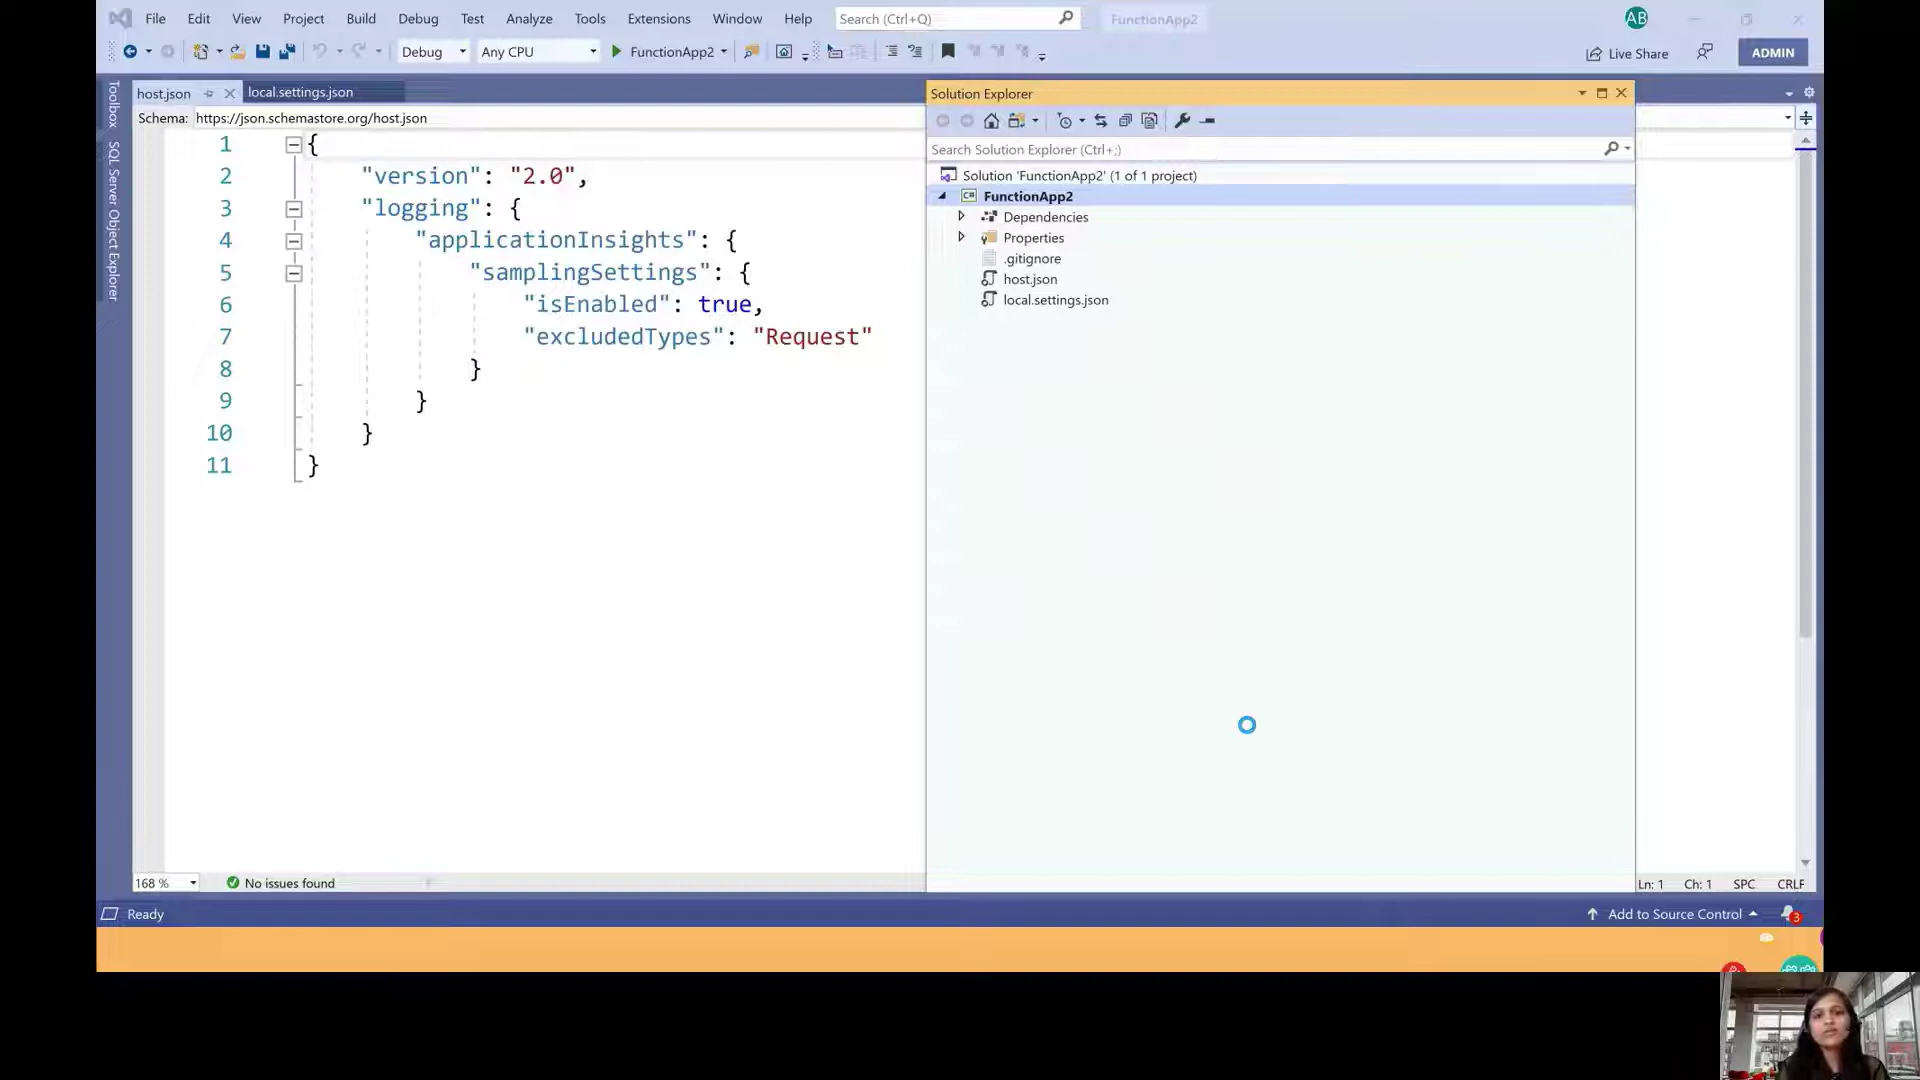 File Edit View Project Build Debug Test Analyze Tools Extensions Window Help Search (Ctrl+Q) FunctionApp2 AB
Debug Any CPU FunctionApp2 Live Share ADMIN
Toolbox
SQL Server Object Explorer
host.json local.settings.json
Schema: https://json.schemastore.org/host.json
1 {
2 "version": "2.0",
3 "logging": {
4 "applicationInsights": {
5 "samplingSettings": {
6 "isEnabled": true,
7 "excludedTypes": "Request"
8 }
9 }
10 }
11 }
Solution Explorer
Search Solution Explorer (Ctrl+;)
Solution 'FunctionApp2' (1 of 1 project)
C# FunctionApp2
Dependencies
Properties
.gitignore
host.json
local.settings.json
168 % No issues found Ln: 1 Ch: 1 SPC CRLF
Ready Add to Source Control 3